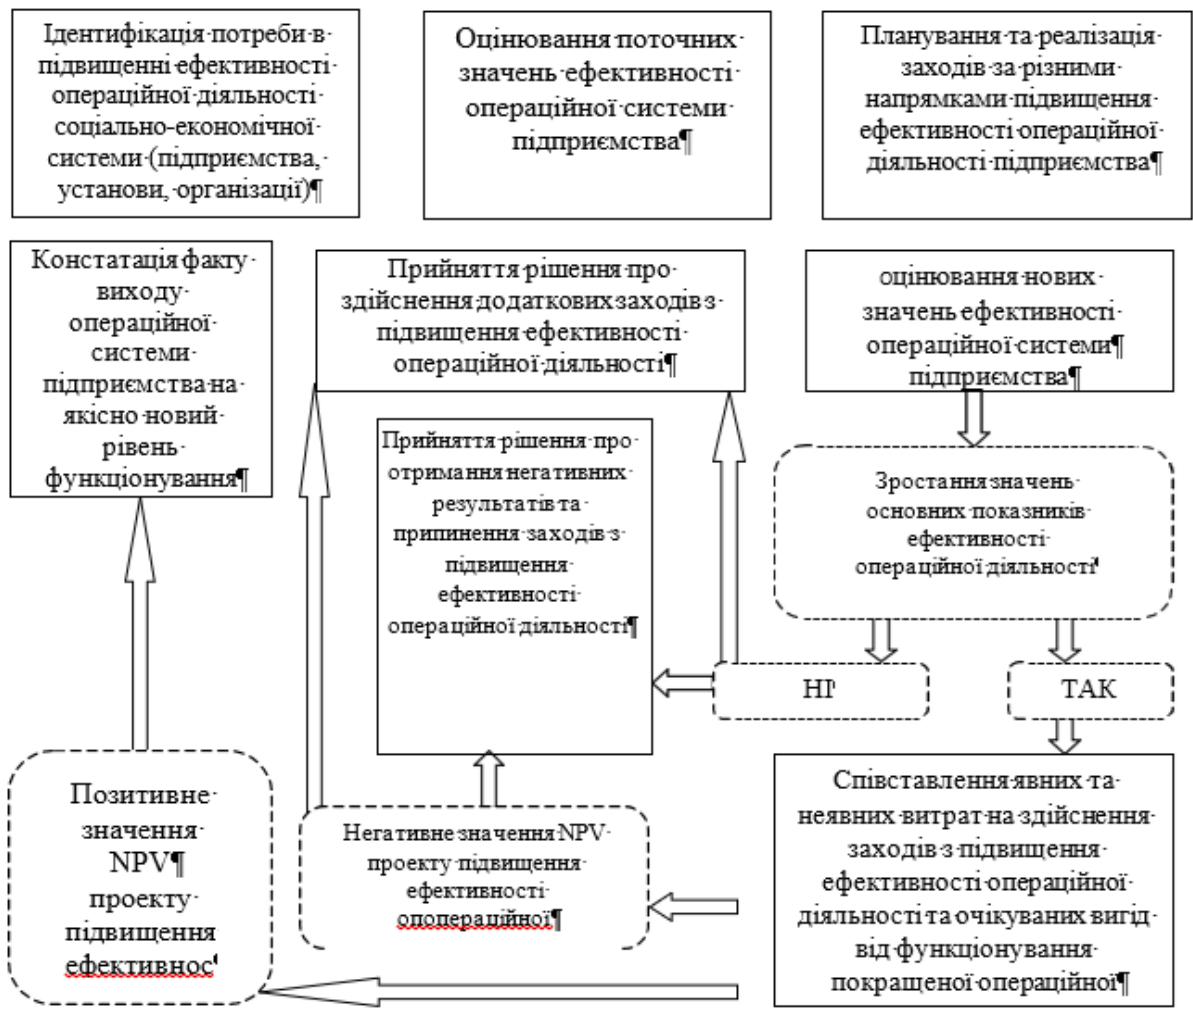 Ідентифікація потреби в
підвищенні ефективності
операційної діяльності
соціально-економічної
системи (підприємства,
установи, організації)¶
Оцінювання поточних
значень ефективності
операційної системи
підприємства¶
Планування та реалізація
заходів за різними
напрямками підвищення
ефективності операційної
діяльності підприємства¶
Констатація факту
виходу
операційної
системи
підприємства на
якісно новий
рівень
функціонування¶
Прийняття рішення про
здійснення додаткових заходів з
підвищення ефективності
операційної діяльності¶
оцінювання нових
значень ефективності
операційної системи¶
підприємства¶
Прийняття рішення про
отримання негативних
результатів та
припинення заходів з
підвищення
ефективності
операційної діяльності¶
Зростання значень
основних показників
ефективності
операційної діяльності
НІ
ТАК
Позитивне
значення
NPV¶
проекту
підвищення
ефективнос
Негативне значення NPV
проекту підвищення
ефективності
опопераційної¶
Співставлення явних та
неявних витрат на здійснення
заходів з підвищення
ефективності операційної
діяльності та очікуваних вигід
від функціонування
покращеної операційної¶